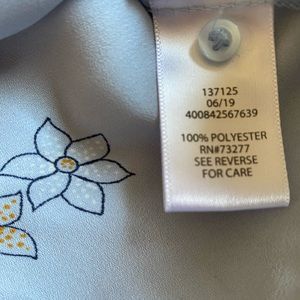 137125
06/19
400842567639
100% POLYESTER
RN#73277
SEE REVERSE
FOR CARE